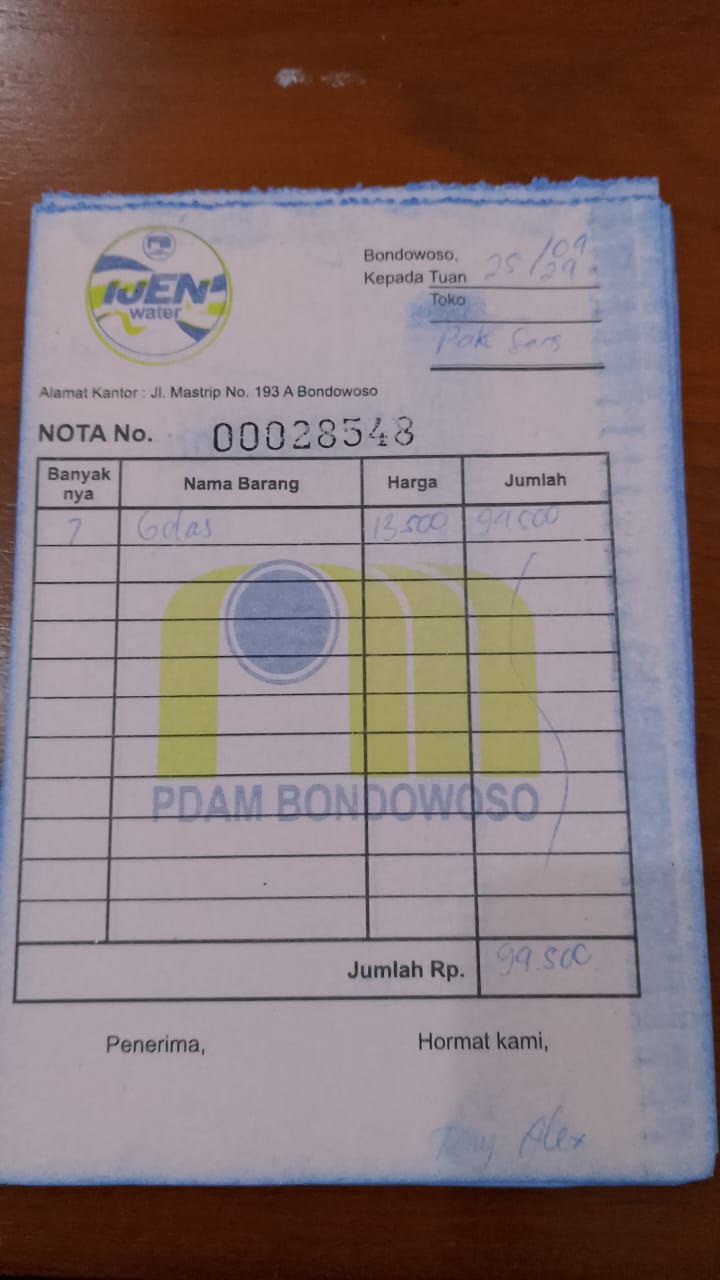 IJEN
water
Bondowoso, 25/09
Kepada Tuan 24
Toko
Pak
Alamat Kantor : Jl. Mastrip No. 193 A Bondowoso
NOTA No. 00028548
Banyak nya Nama Barang Harga Jumlah
7 Gelas 13.500 94.500
PDAM BONDOWOSO
Jumlah Rp. 94.500
Penerima, Hormat kami,
Alex